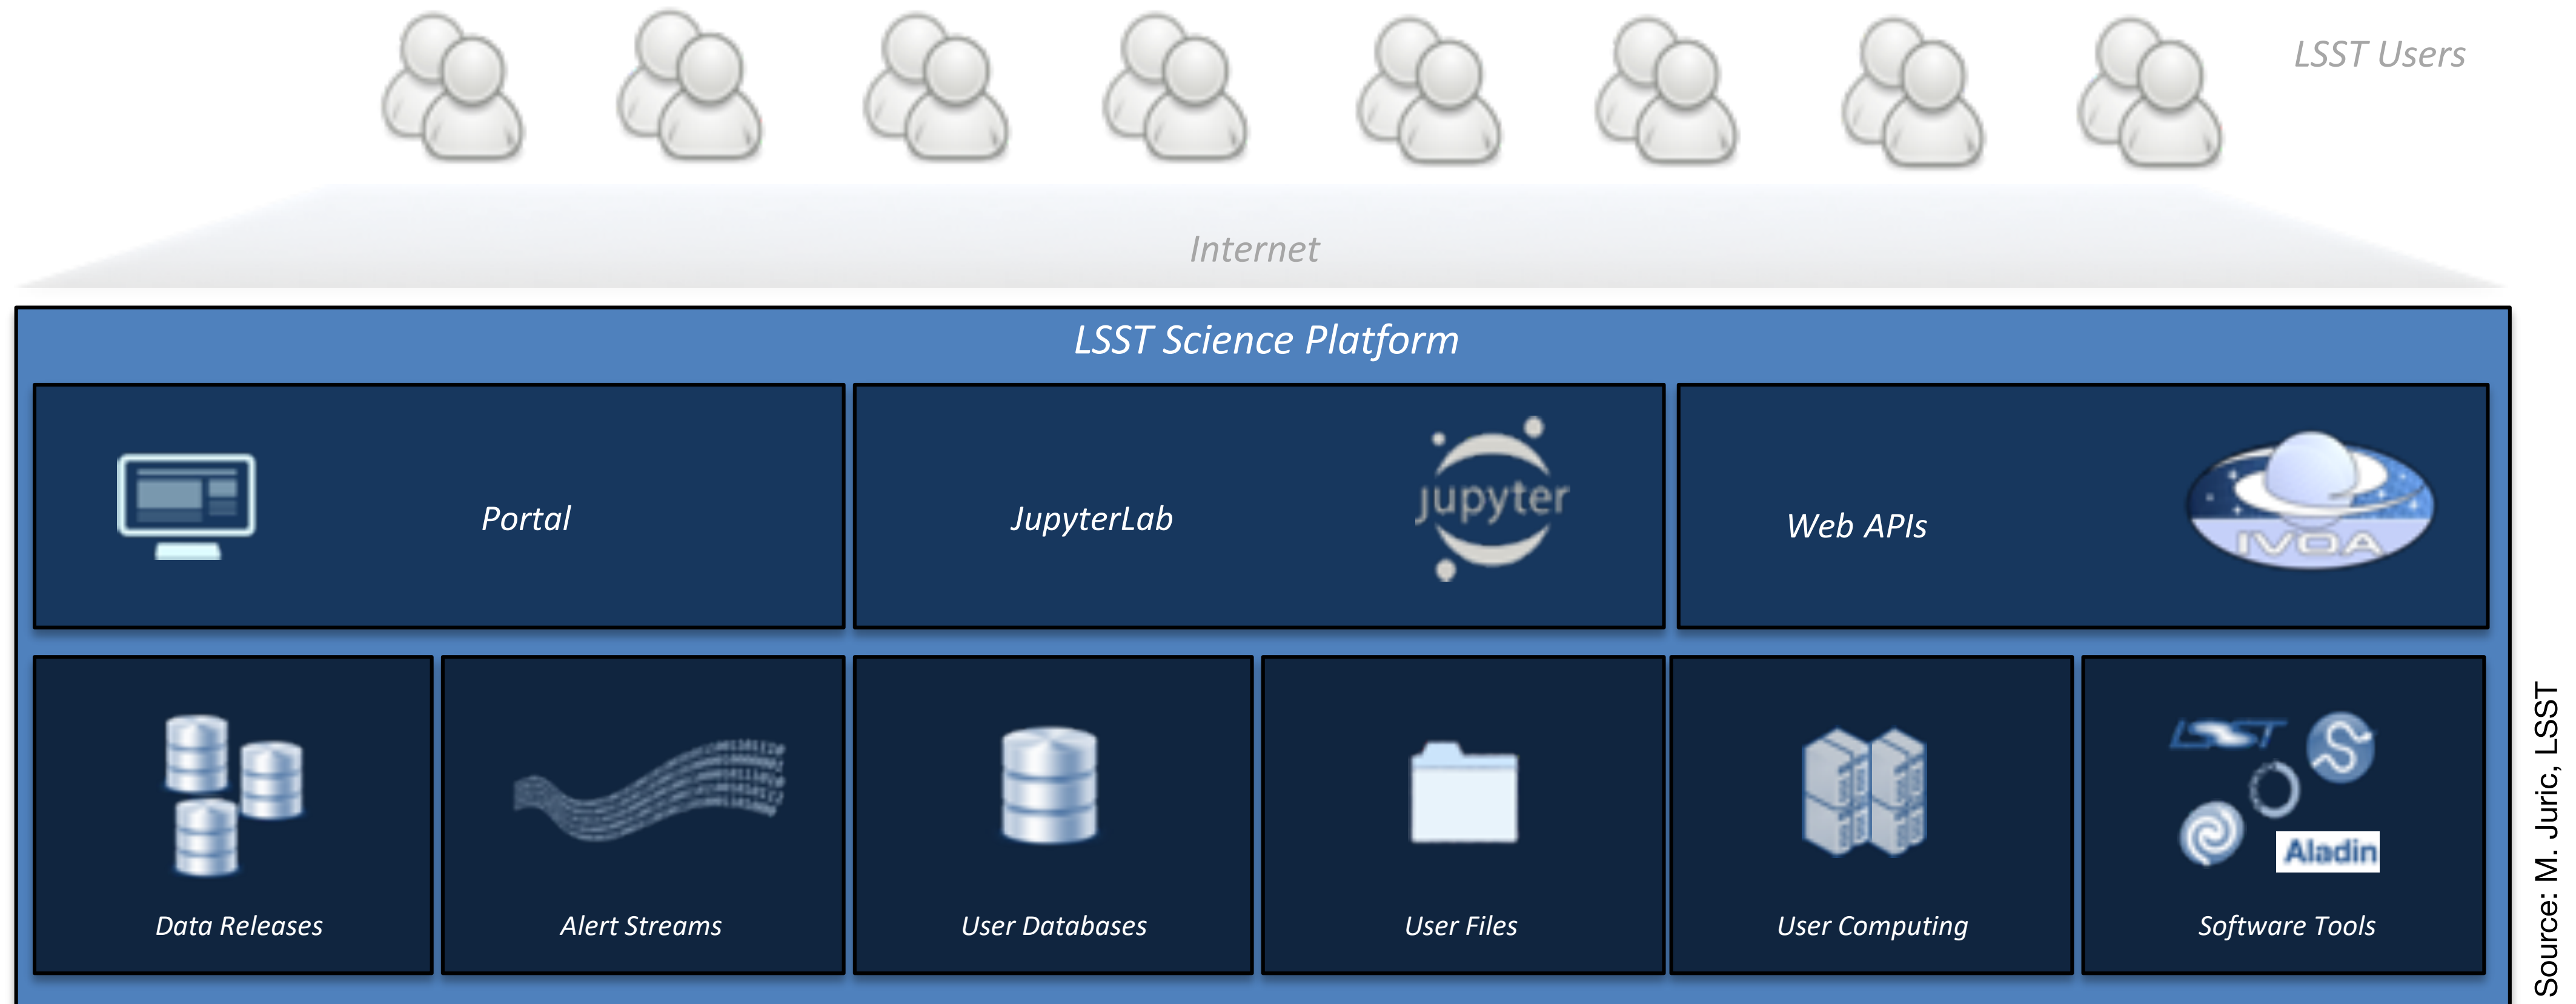 LSST Users
Internet
LSST Science Platform
Portal
JupyterLab
jupyter
Web APIs
IVOA
LSST
Aladin
Data Releases
Alert Streams
User Databases
User Files
User Computing
Software Tools
Source: M. Juric, LSST